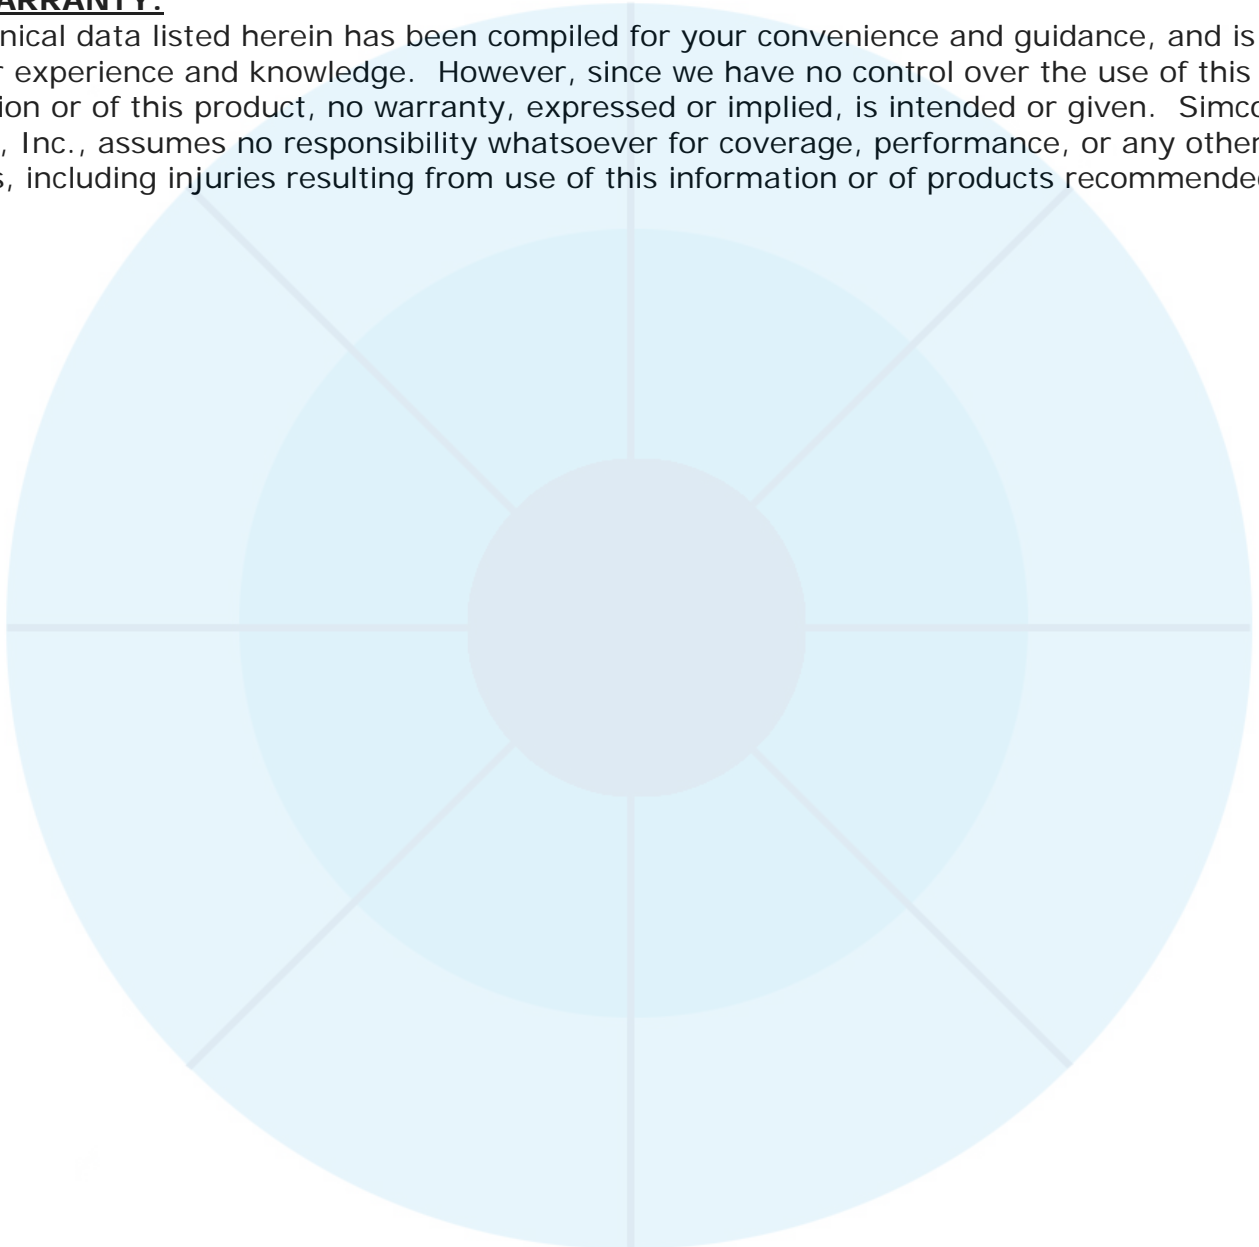 ARRANTY:
nical data listed herein has been compiled for your convenience and guidance, and is
r experience and knowledge. However, since we have no control over the use of this
ion or of this product, no warranty, expressed or implied, is intended or given. Simco
, Inc., assumes no responsibility whatsoever for coverage, performance, or any other
s, including injuries resulting from use of this information or of products recommended